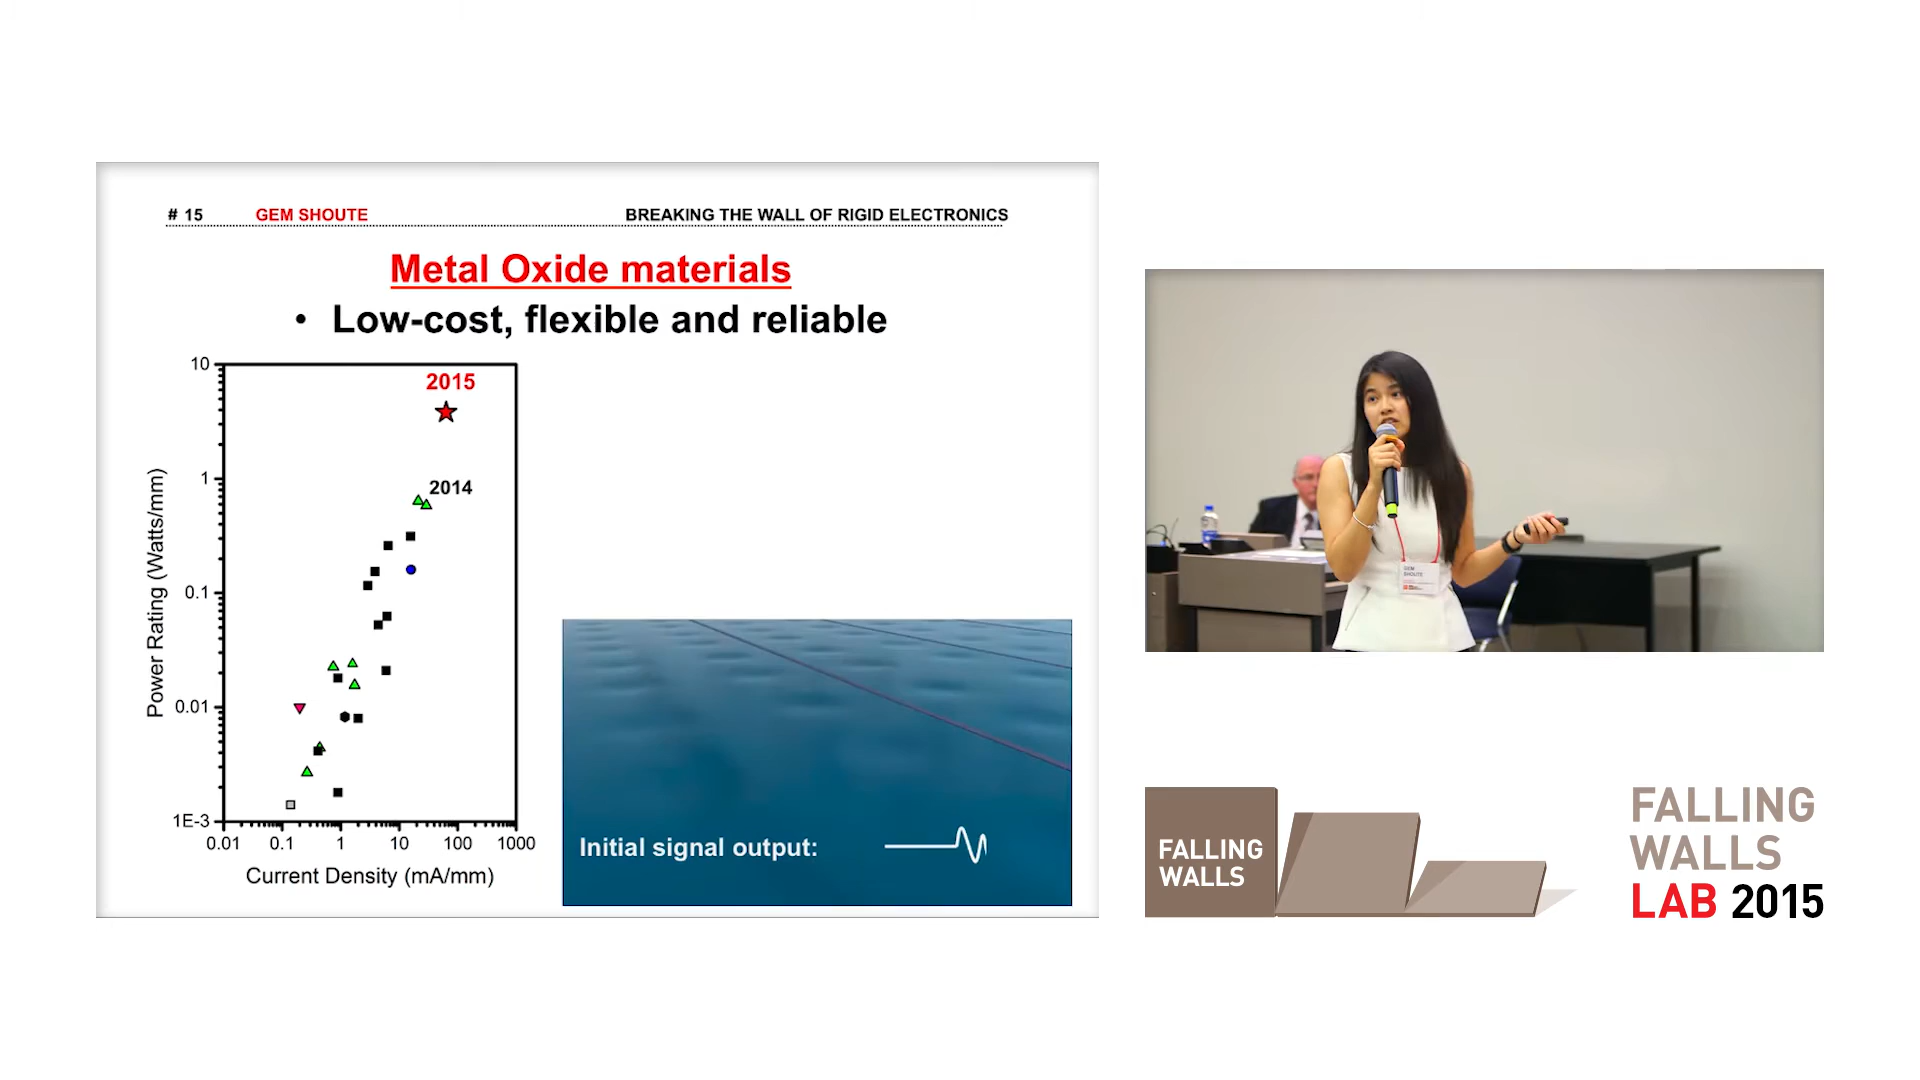 # 15 GEM SHOUTE BREAKING THE WALL OF RIGID ELECTRONICS
Metal Oxide materials
• Low-cost, flexible and reliable
10
1
0.1
0.01
1E-3
Power Rating (Watts/mm)
2015
2014
0.01 0.1 1 10 100 1000
Current Density (mA/mm)
Initial signal output:
GEM
SHOUTE
FALLING
WALLS
FALLING
WALLS
LAB 2015